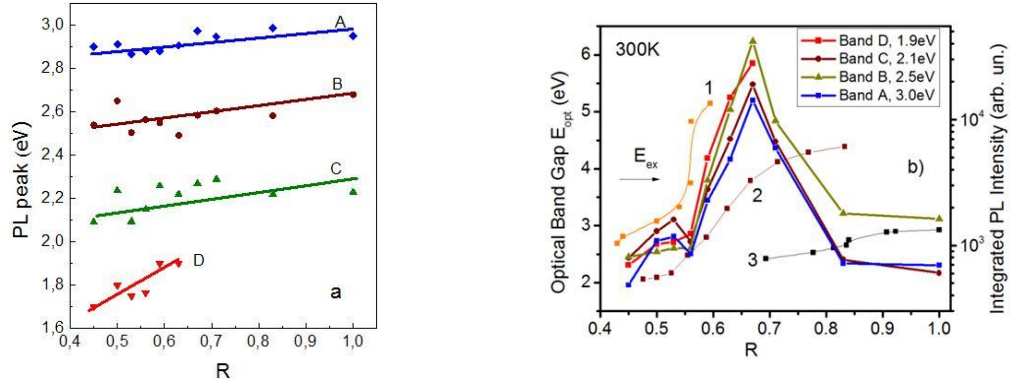 3,0
2,8
2,6
2,4
2,2
2,0
1,8
1,6
PL peak (eV)
A
B
C
D
a
0,4 0,5 0,6 0,7 0,8 0,9 1,0
R
6
5
4
3
2
Optical Band Gap E_opt (eV)
300K
Band D, 1.9eV
Band C, 2.1eV
Band B, 2.5eV
Band A, 3.0eV
1
E_ex
b)
2
3
10^4
10^3
Integrated PL Intensity (arb. un.)
0.4 0.5 0.6 0.7 0.8 0.9 1.0
R